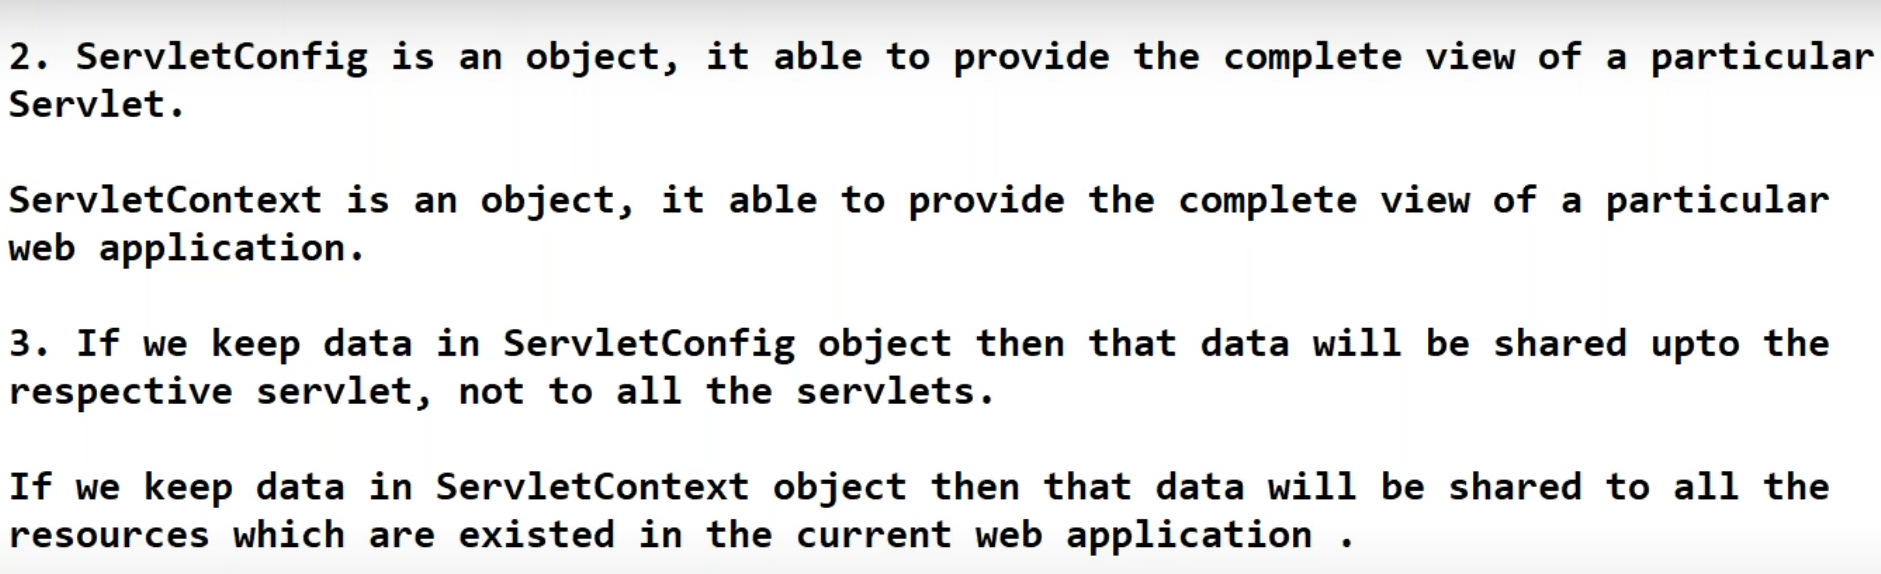 2. ServletConfig is an object, it able to provide the complete view of a particular
Servlet.
ServletContext is an object, it able to provide the complete view of a particular
web application.
3. If we keep data in ServletConfig object then that data will be shared upto the
respective servlet, not to all the servlets.
If we keep data in ServletContext object then that data will be shared to all the
resources which are existed in the current web application .